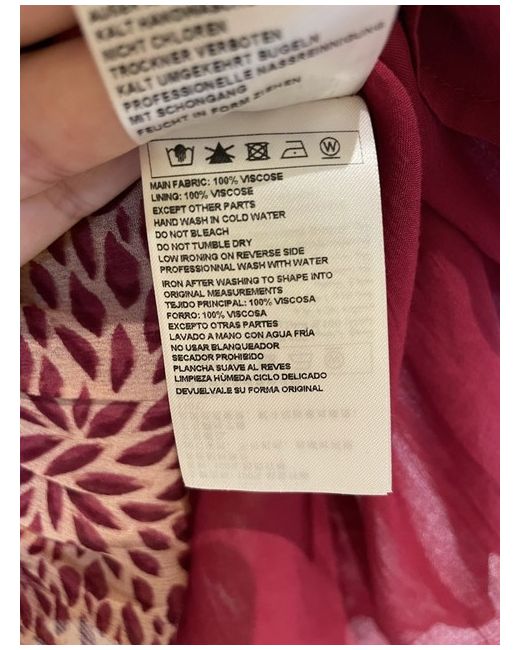 KALT HANDWÄSCHE
NICHT CHLOREN
TROCKNER VERBOTEN
KALT UMGEKEHRT BUGELN
PROFESSIONELLE NASSREINIGUNG
MIT SCHONGANG
FEUCHT IN FORM ZIEHEN
W
MAIN FABRIC: 100% VISCOSE
LINING: 100% VISCOSE
EXCEPT OTHER PARTS
HAND WASH IN COLD WATER
DO NOT BLEACH
DO NOT TUMBLE DRY
LOW IRONING ON REVERSE SIDE
PROFESSIONNAL WASH WITH WATER
IRON AFTER WASHING TO SHAPE INTO
ORIGINAL MEASUREMENTS
TEJIDO PRINCIPAL: 100% VISCOSA
FORRO: 100% VISCOSA
EXCEPTO OTRAS PARTES
LAVADO A MANO CON AGUA FRÍA
NO USAR BLANQUEADOR
SECADOR PROHIBIDO
PLANCHA SUAVE AL REVES
LIMPIEZA HÚMEDA CICLO DELICADO
DEVUELVALE SU FORMA ORIGINAL